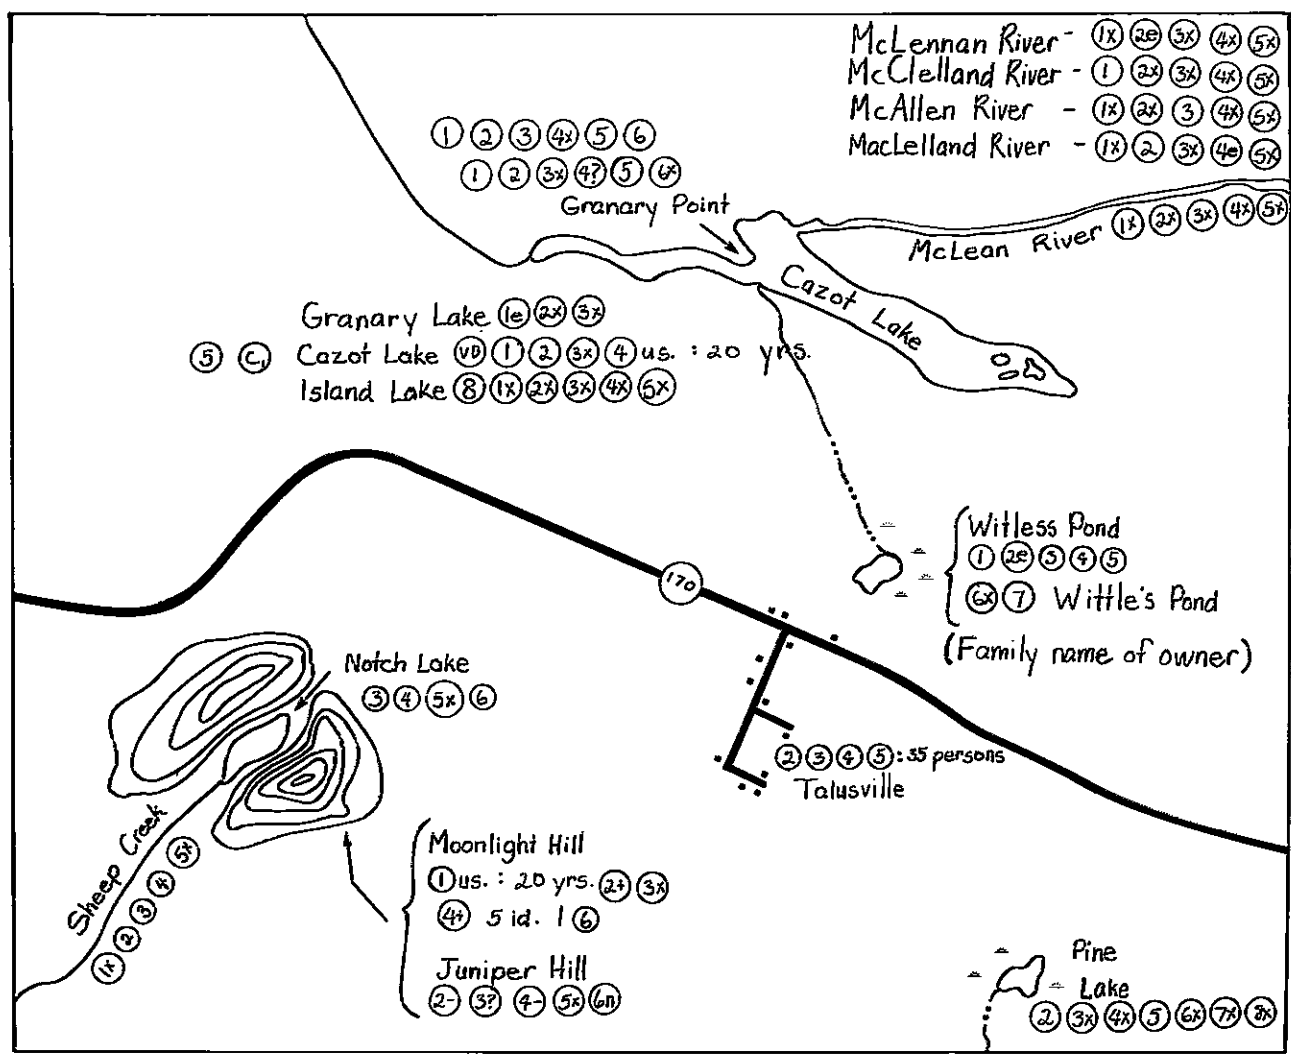 McLennan River - 1x 2e 3x 4x 5x
McClelland River - 1 2x 3x 4x 5x
McAllen River - 1x 2x 3 4x 5x
MacLelland River - 1x 2 3x 4e 5x
1 2 3 4x 5 6
1 2 3x 4? 5 6x
Granary Point
McLean River 1x 2x 3x 4x 5x
Cazot Lake
Granary Lake 1e 2x 3x
5 C, Cazot Lake VD 1 2 3x 4 us. : 20 yrs.
Island Lake 8 1x 2x 3x 4x 5x
Witless Pond
1 2e 3 4 5
6x 7 Wittle's Pond
(Family name of owner)
170
Notch Lake
3 4 5x 6
2 3 4 5 : 35 persons
Talusville
Sheep Creek
1x 2 3 4 5x
Moonlight Hill
1 us. : 20 yrs. 2+ 3x
4+ 5 id. 1 6
Juniper Hill
2- 3? 4- 5x 6n
Pine
Lake
2 3x 4x 5 6x 7x 8x